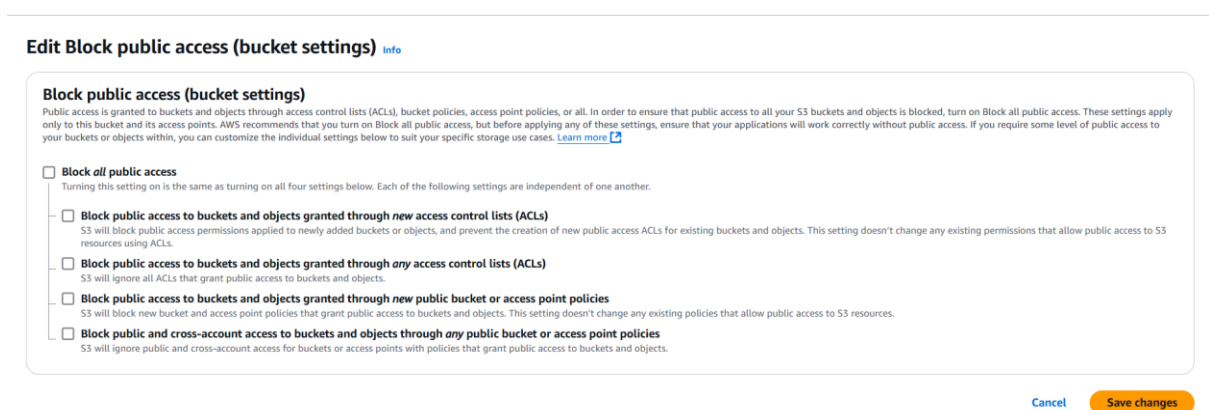 Edit Block public access (bucket settings) Info
Block public access (bucket settings)
Public access is granted to buckets and objects through access control lists (ACLs), bucket policies, access point policies, or all. In order to ensure that public access to all your S3 buckets and objects is blocked, turn on Block all public access. These settings apply
only to this bucket and its access points. AWS recommends that you turn on Block all public access, but before applying any of these settings, ensure that your applications will work correctly without public access. If you require some level of public access to
your buckets or objects within, you can customize the individual settings below to suit your specific storage use cases. Learn more
Block all public access
Turning this setting on is the same as turning on all four settings below. Each of the following settings are independent of one another.
Block public access to buckets and objects granted through new access control lists (ACLs)
S3 will block public access permissions applied to newly added buckets or objects, and prevent the creation of new public access ACLs for existing buckets and objects. This setting doesn't change any existing permissions that allow public access to S3
resources using ACLs.
Block public access to buckets and objects granted through any access control lists (ACLs)
S3 will ignore all ACLs that grant public access to buckets and objects.
Block public access to buckets and objects granted through new public bucket or access point policies
S3 will block new bucket and access point policies that grant public access to buckets and objects. This setting doesn't change any existing policies that allow public access to S3 resources.
Block public and cross-account access to buckets and objects through any public bucket or access point policies
S3 will ignore public and cross-account access for buckets or access points with policies that grant public access to buckets and objects.
Cancel Save changes